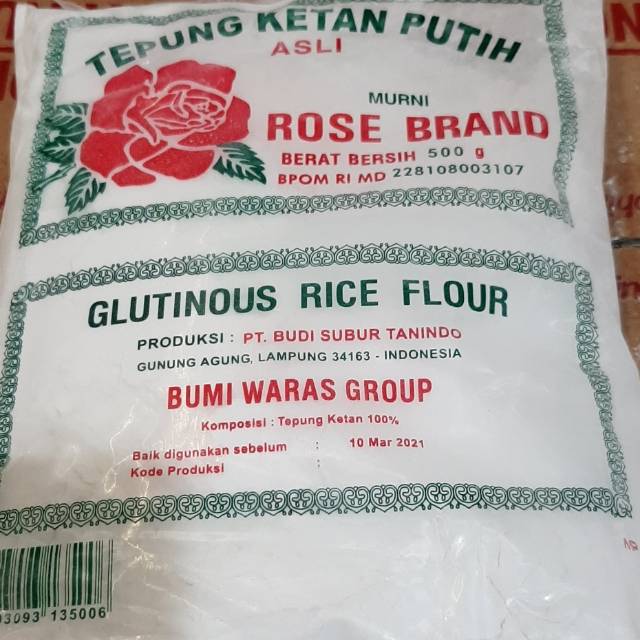 TEPUNG KETAN PUTIH
ASLI
MURNI
ROSE BRAND
BERAT BERSIH 500 g
BPOM RI MD 228108003107
GLUTINOUS RICE FLOUR
PRODUKSI : PT. BUDI SUBUR TANINDO
GUNUNG AGUNG, LAMPUNG 34163 - INDONESIA
BUMI WARAS GROUP
Komposisi : Tepung Ketan 100%
Baik digunakan sebelum : 10 Mar 2021
Kode Produksi :
93093 135006